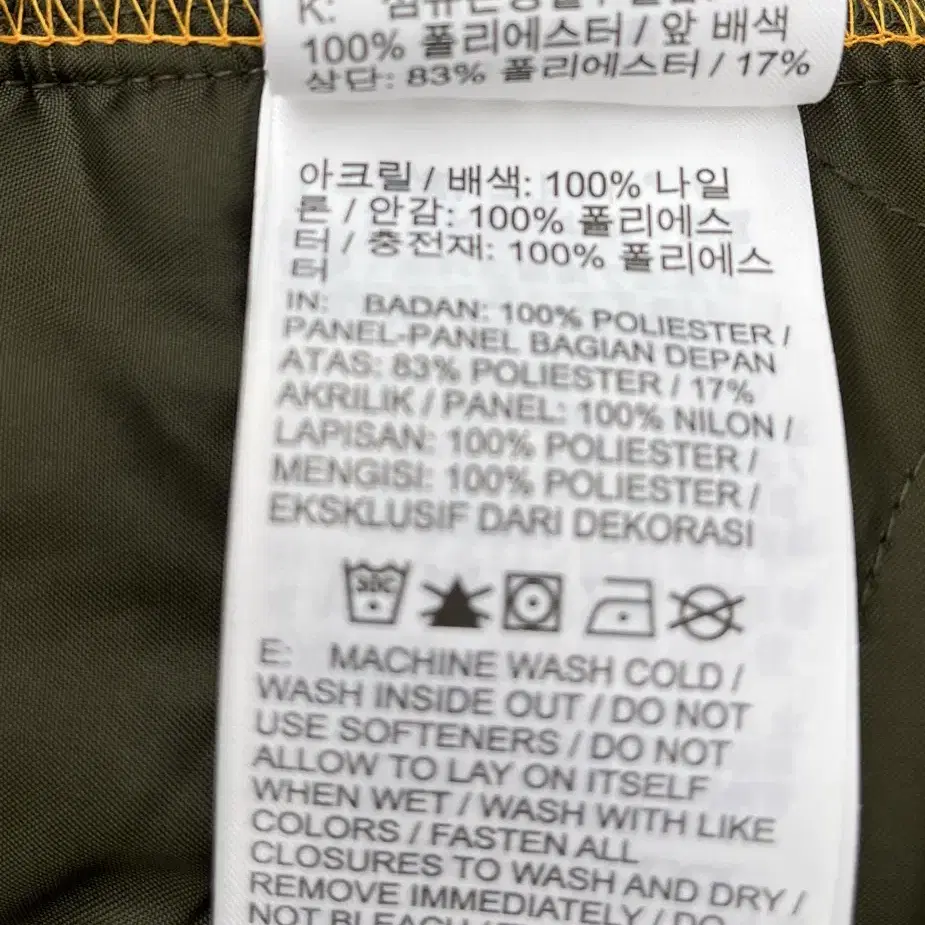 K:
100% 폴리에스터 / 앞 배색
상단: 83% 폴리에스터 / 17%
아크릴 / 배색: 100% 나일
론 / 안감: 100% 폴리에스
터 / 충전재: 100% 폴리에스
터
IN: BADAN: 100% POLIESTER /
PANEL-PANEL BAGIAN DEPAN
ATAS: 83% POLIESTER / 17%
AKRILIK / PANEL: 100% NILON /
LAPISAN: 100% POLIESTER /
MENGISI: 100% POLIESTER /
EKSKLUSIF DARI DEKORASI
30C
E: MACHINE WASH COLD /
WASH INSIDE OUT / DO NOT
USE SOFTENERS / DO NOT
ALLOW TO LAY ON ITSELF
WHEN WET / WASH WITH LIKE
COLORS / FASTEN ALL
CLOSURES TO WASH AND DRY /
REMOVE IMMEDIATELY / DO
NOT BLEACH /